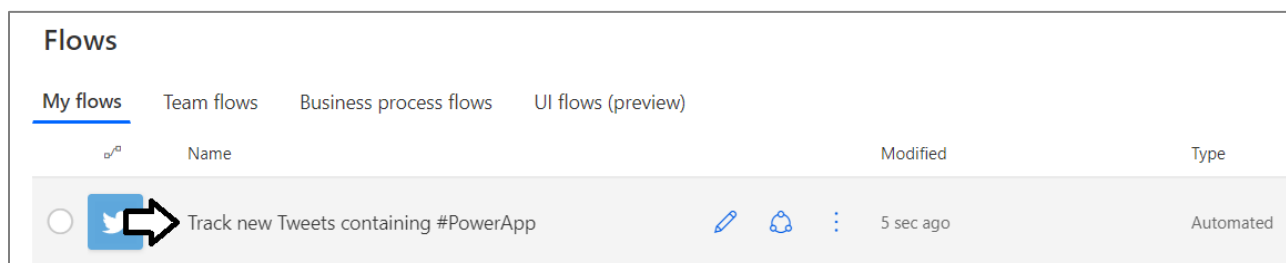 Flows
My flows Team flows Business process flows UI flows (preview)
Name Modified Type
Track new Tweets containing #PowerApp 5 sec ago Automated